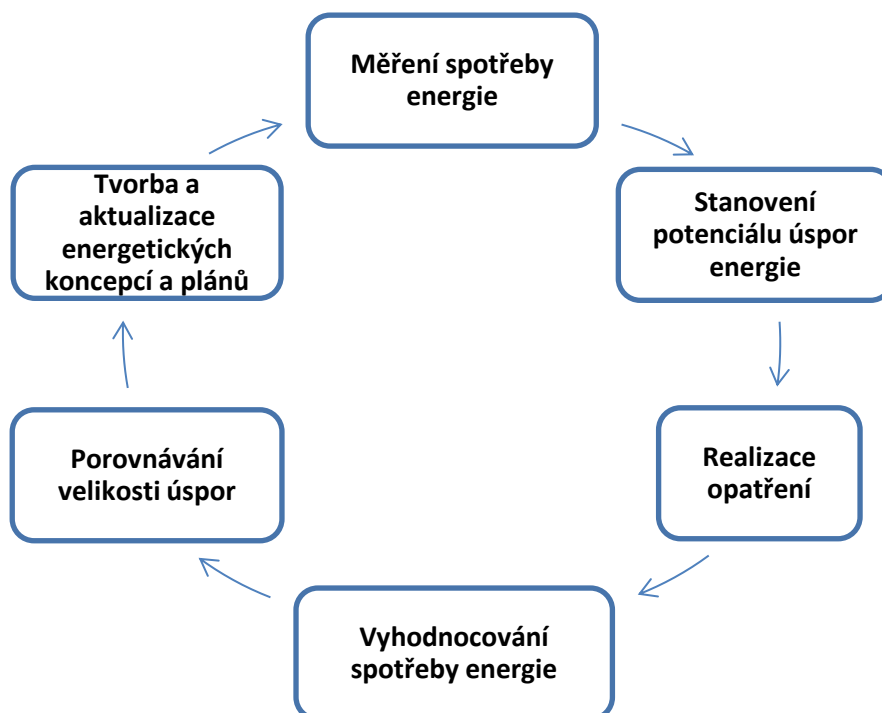 Měření spotřeby
energie
Stanovení
potenciálu úspor
energie
Realizace
opatření
Vyhodnocování
spotřeby energie
Porovnávání
velikosti úspor
Tvorba a
aktualizace
energetických
koncepcí a plánů